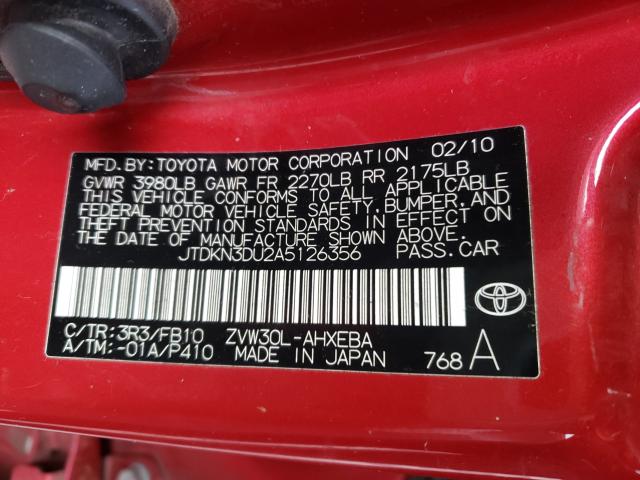 MFD.BY:TOYOTA MOTOR CORPORATION 02/10
GVWR 3980LB GAWR FR 2270LB RR 2175LB
THIS VEHICLE CONFORMS TO ALL APPLICABLE
FEDERAL MOTOR VEHICLE SAFETY, BUMPER, AND
THEFT PREVENTION STANDARDS IN EFFECT ON
THE DATE OF MANUFACTURE SHOWN ABOVE.
JTDKN3DU2A5126356 PASS.CAR
C/TR:3R3/FB10 ZVW30L-AHXEBA
A/TM:-01A/P410 MADE IN JAPAN 768 A